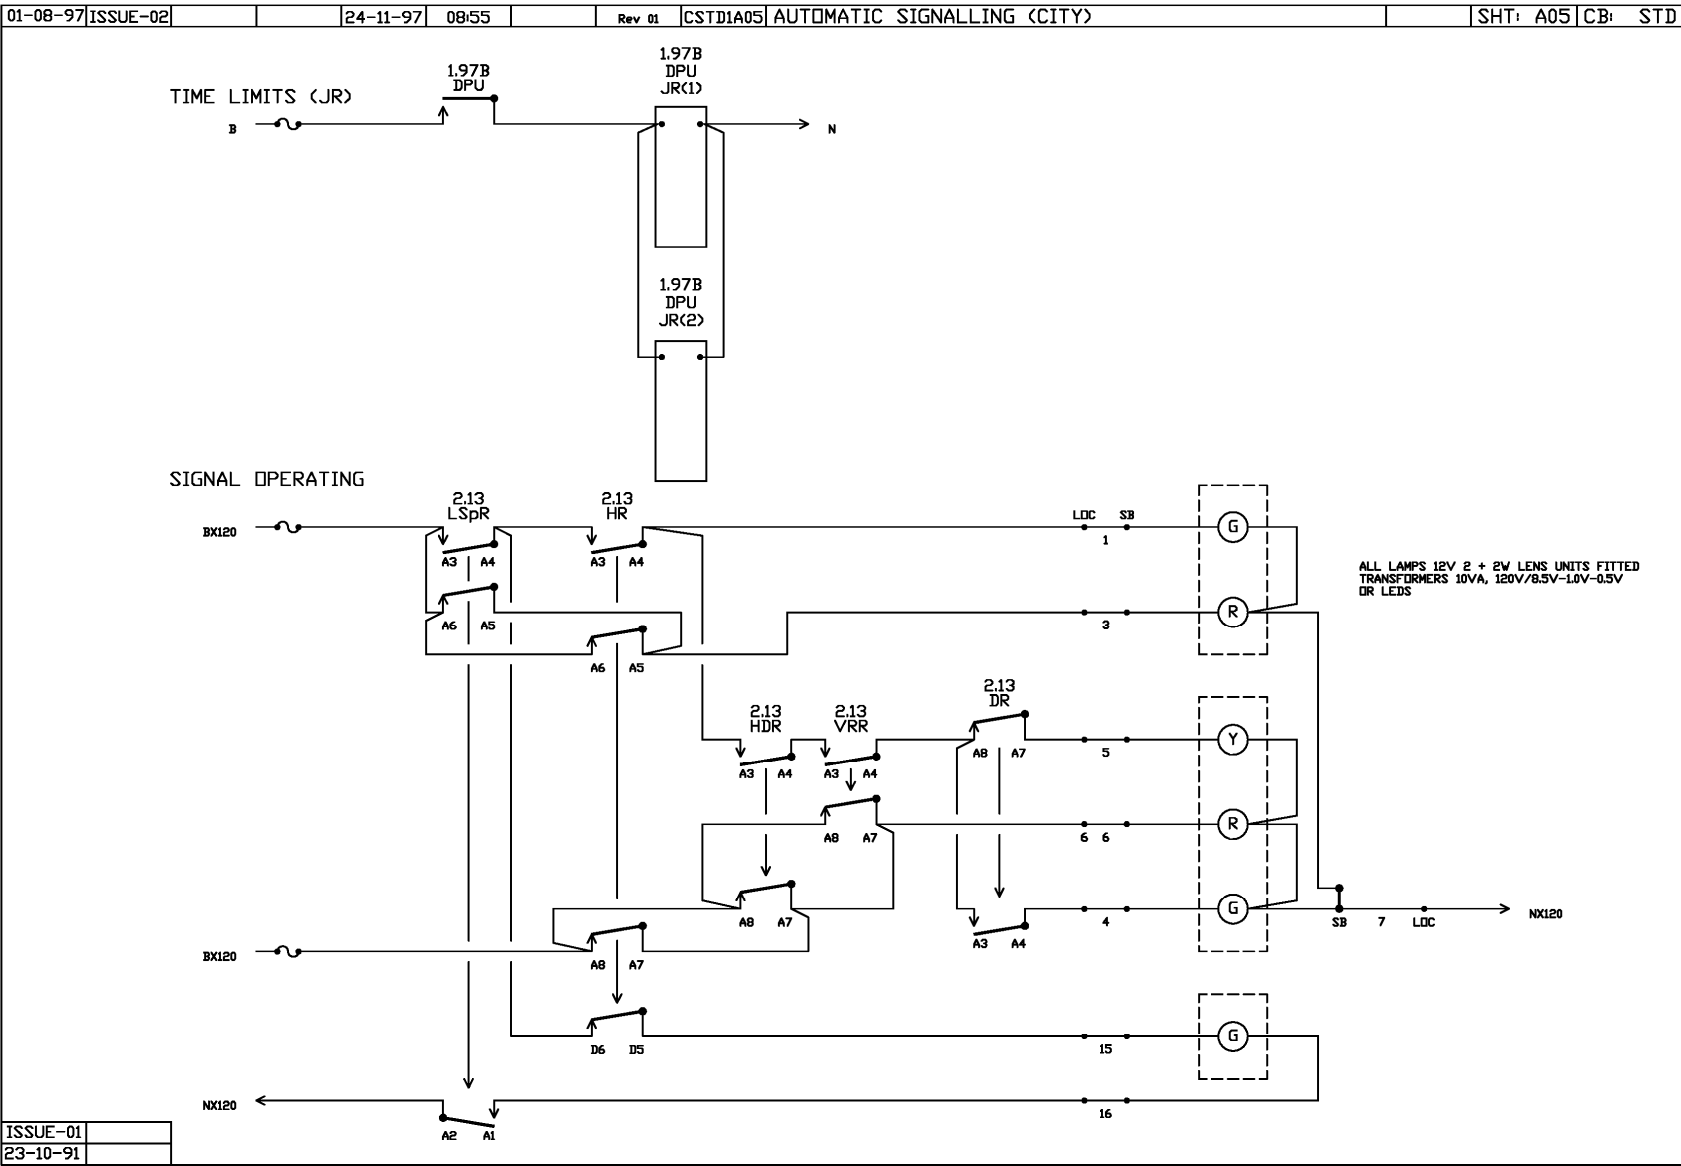 01-08-97 ISSUE-02 24-11-97 08:55 Rev 01 CSTD1A05 AUTOMATIC SIGNALLING (CITY) SHT: A05 CB: STD
1.97B
DPU
JR(1)
1.97B
DPU
TIME LIMITS (JR)
B
N
1.97B
DPU
JR(2)
SIGNAL OPERATING
2.13
LSpR
2.13
HR
BX120
LOC SB
1
G
A3 A4
A3 A4
ALL LAMPS 12V 2 + 2W LENS UNITS FITTED
TRANSFORMERS 10VA, 120V/8.5V-1.0V-0.5V
OR LEDS
A6 A5
3
R
A6 A5
2.13
HDR
2.13
VRR
2.13
DR
A8 A7
5
Y
A3 A4
A3 A4
A8 A7
6 6
R
A8 A7
4
G
SB 7 LOC
NX120
A3 A4
BX120
A8 A7
D6 D5
15
G
NX120
16
A2 A1
ISSUE-01
23-10-91